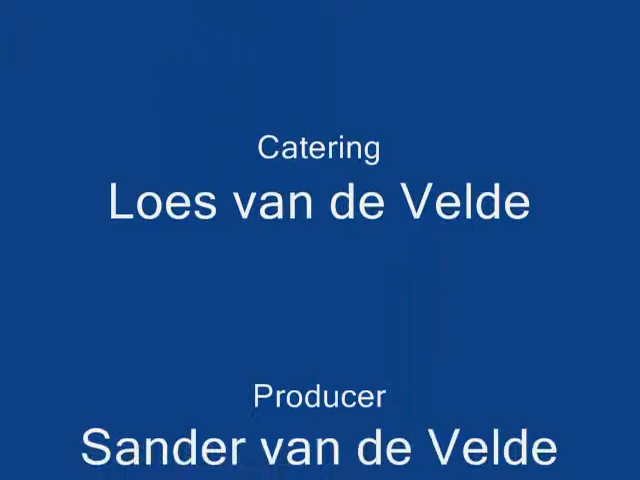 Catering
Loes van de Velde
Producer
Sander van de Velde